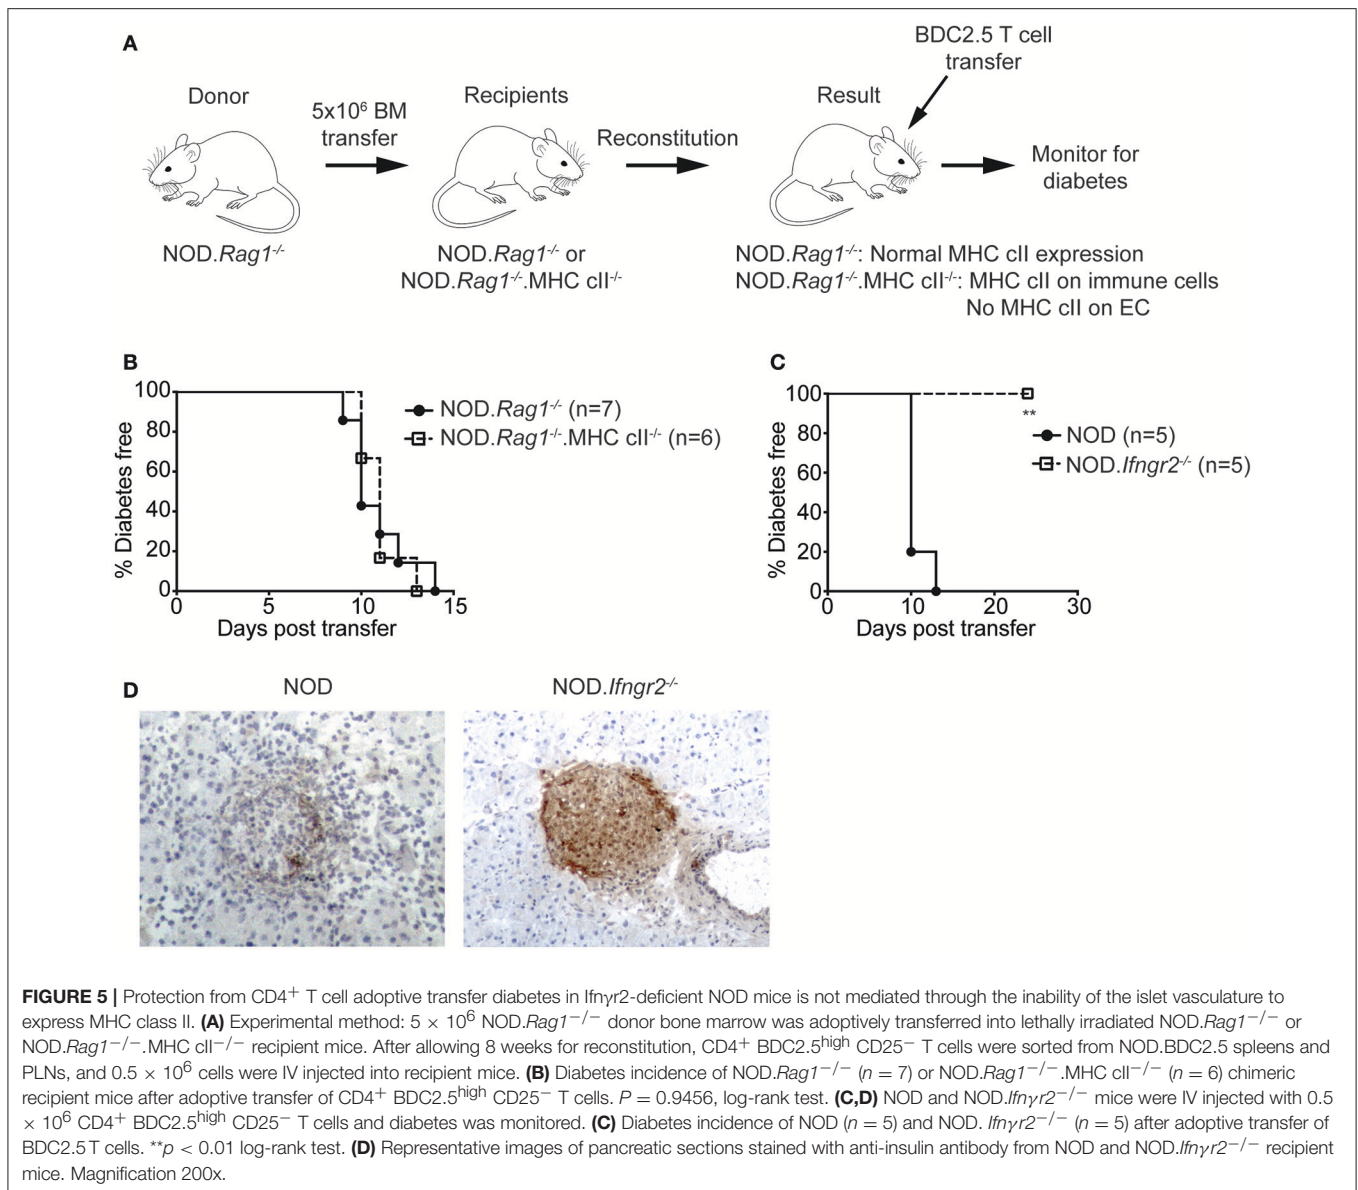 A
Donor
5x10⁶ BM
transfer
Recipients
Reconstitution
Result
BDC2.5 T cell
transfer
Monitor for
diabetes
NOD.Rag1-/-
NOD.Rag1-/- or
NOD.Rag1-/-.MHC cII-/-
NOD.Rag1-/-: Normal MHC cII expression
NOD.Rag1-/-.MHC cII-/-: MHC cII on immune cells
No MHC cII on EC
B
% Diabetes free
100
80
60
40
20
0
0 5 10 15
Days post transfer
NOD.Rag1-/- (n=7)
NOD.Rag1-/-.MHC cII-/- (n=6)
C
% Diabetes free
100
80
60
40
20
0
0 10 20 30
Days post transfer
**
NOD (n=5)
NOD.Ifngr2-/- (n=5)
D
NOD
NOD.Ifngr2-/-
FIGURE 5 | Protection from CD4+ T cell adoptive transfer diabetes in Ifnγr2-deficient NOD mice is not mediated through the inability of the islet vasculature to
express MHC class II. (A) Experimental method: 5 × 10⁶ NOD.Rag1−/− donor bone marrow was adoptively transferred into lethally irradiated NOD.Rag1−/− or
NOD.Rag1−/−.MHC cII−/− recipient mice. After allowing 8 weeks for reconstitution, CD4+ BDC2.5high CD25− T cells were sorted from NOD.BDC2.5 spleens and
PLNs, and 0.5 × 10⁶ cells were IV injected into recipient mice. (B) Diabetes incidence of NOD.Rag1−/− (n = 7) or NOD.Rag1−/−.MHC cII−/− (n = 6) chimeric
recipient mice after adoptive transfer of CD4+ BDC2.5high CD25− T cells. P = 0.9456, log-rank test. (C,D) NOD and NOD.Ifnγr2−/− mice were IV injected with 0.5
× 10⁶ CD4+ BDC2.5high CD25− T cells and diabetes was monitored. (C) Diabetes incidence of NOD (n = 5) and NOD. Ifnγr2−/− (n = 5) after adoptive transfer of
BDC2.5 T cells. **p < 0.01 log-rank test. (D) Representative images of pancreatic sections stained with anti-insulin antibody from NOD and NOD.Ifnγr2−/− recipient
mice. Magnification 200x.